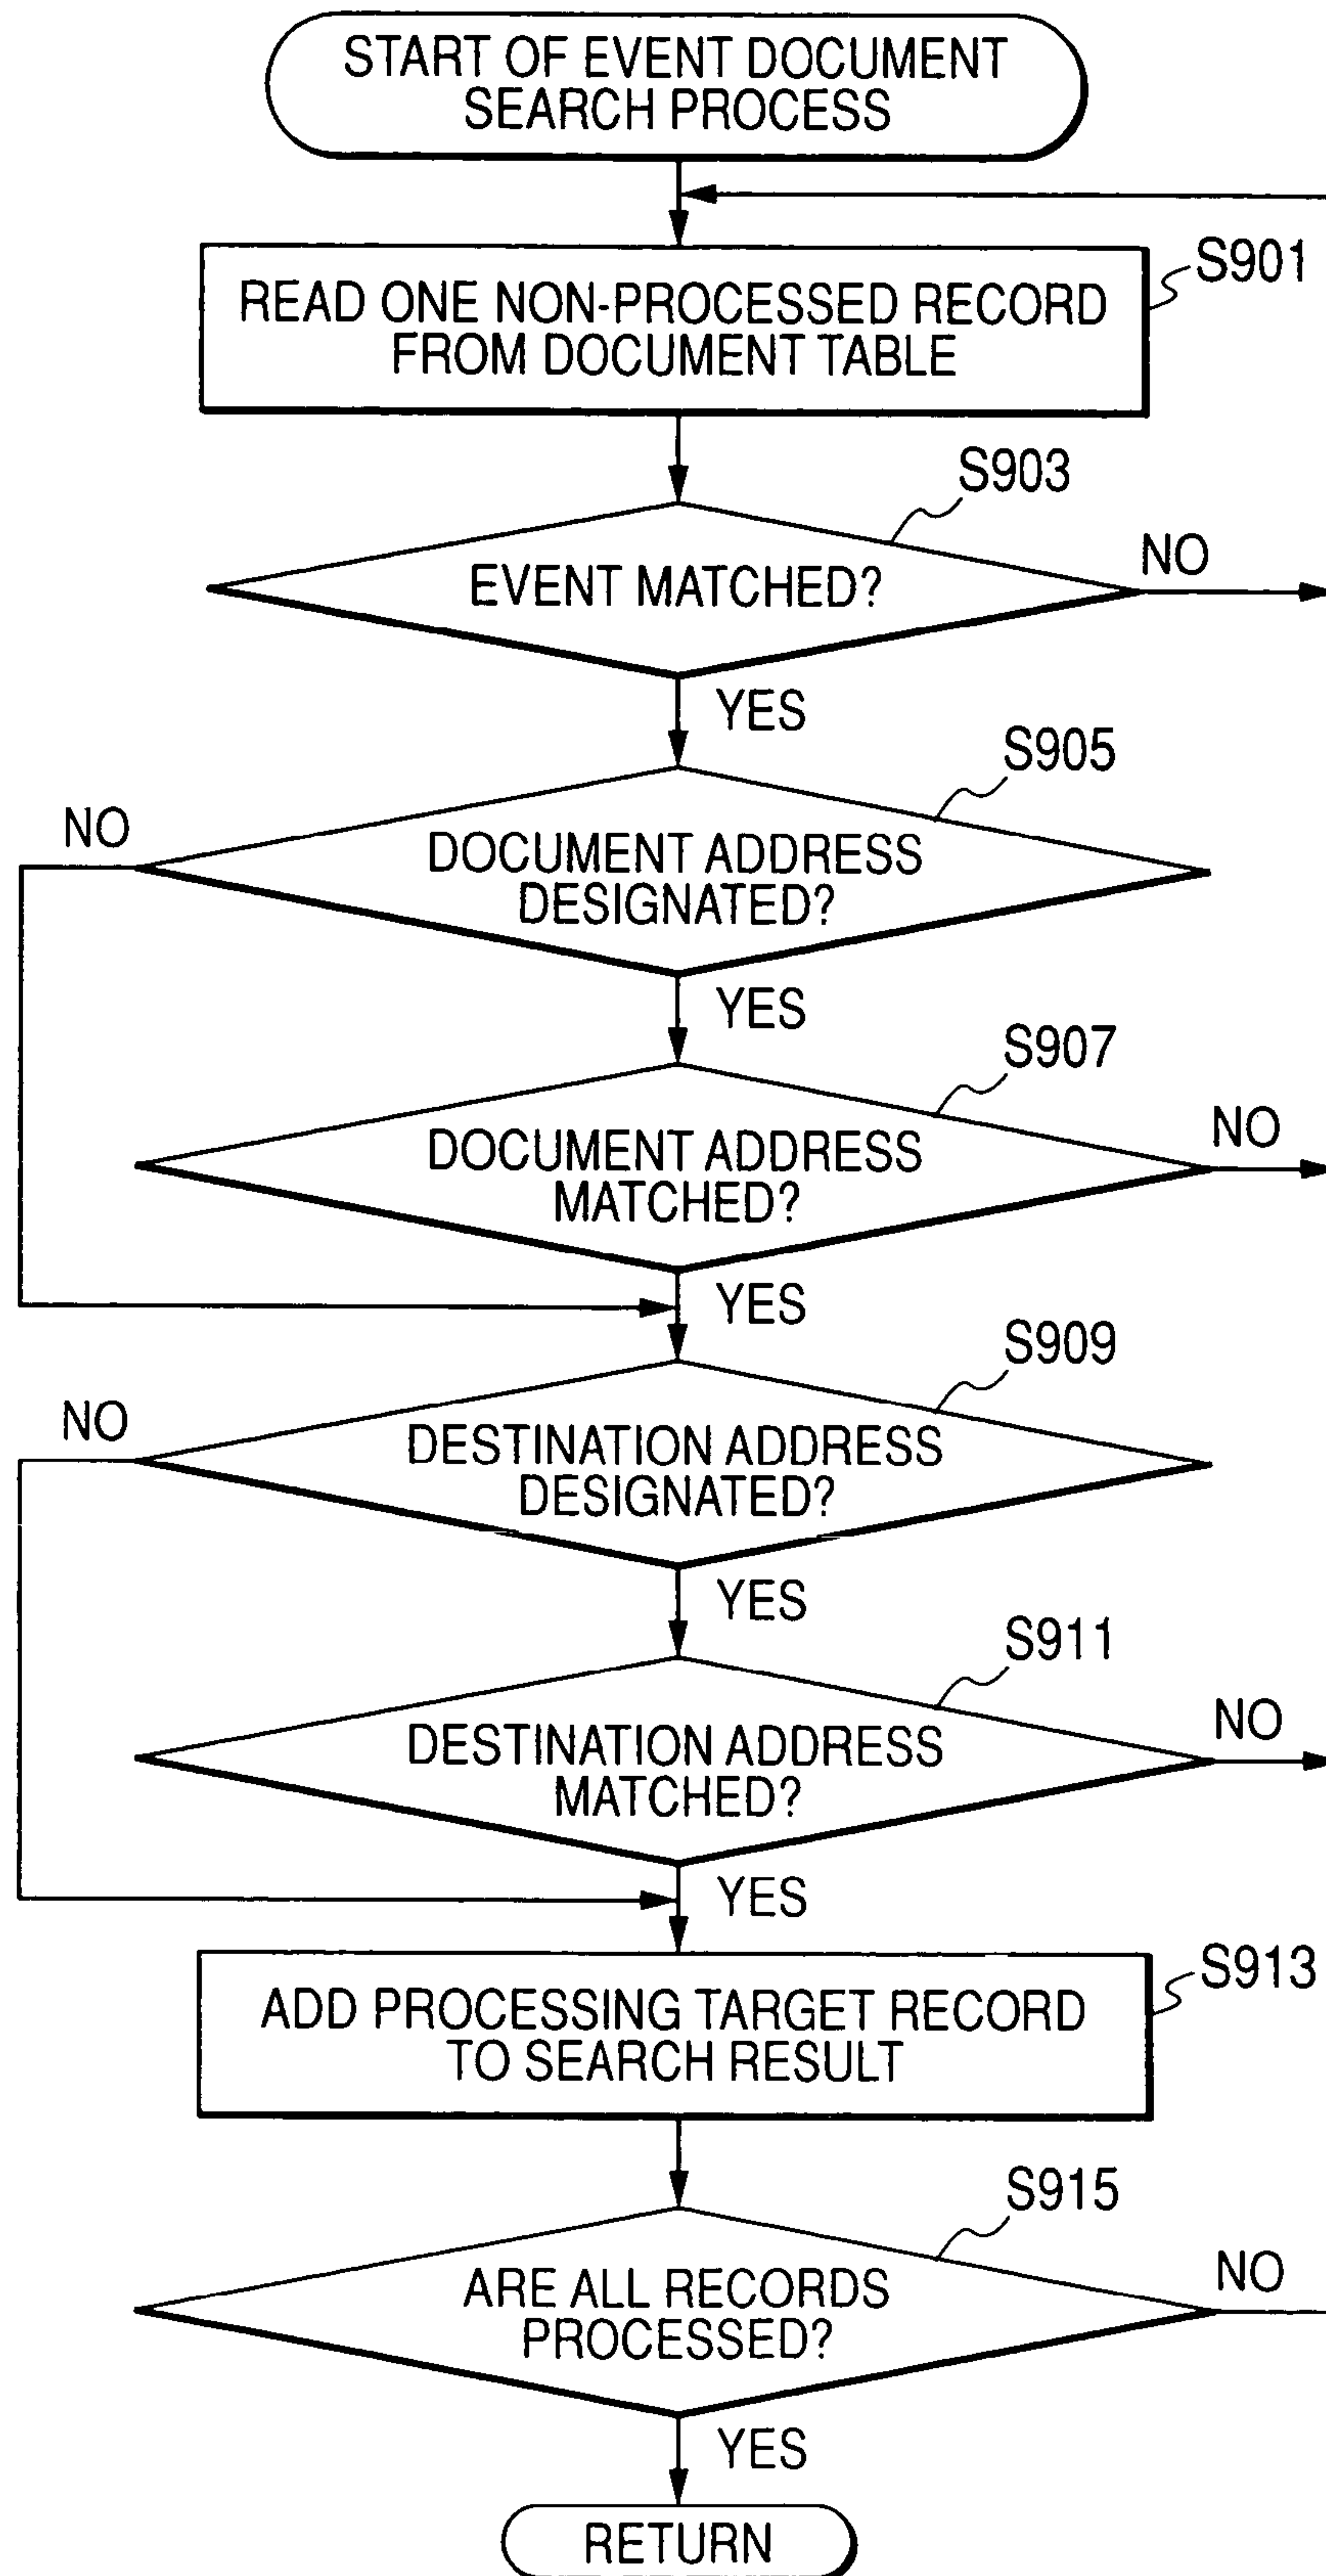 START OF EVENT DOCUMENT
SEARCH PROCESS
S901
READ ONE NON-PROCESSED RECORD
FROM DOCUMENT TABLE
S903
EVENT MATCHED?
NO
YES
S905
NO
DOCUMENT ADDRESS
DESIGNATED?
YES
S907
DOCUMENT ADDRESS
MATCHED?
NO
YES
S909
NO
DESTINATION ADDRESS
DESIGNATED?
YES
S911
DESTINATION ADDRESS
MATCHED?
NO
YES
S913
ADD PROCESSING TARGET RECORD
TO SEARCH RESULT
S915
ARE ALL RECORDS
PROCESSED?
NO
YES
RETURN